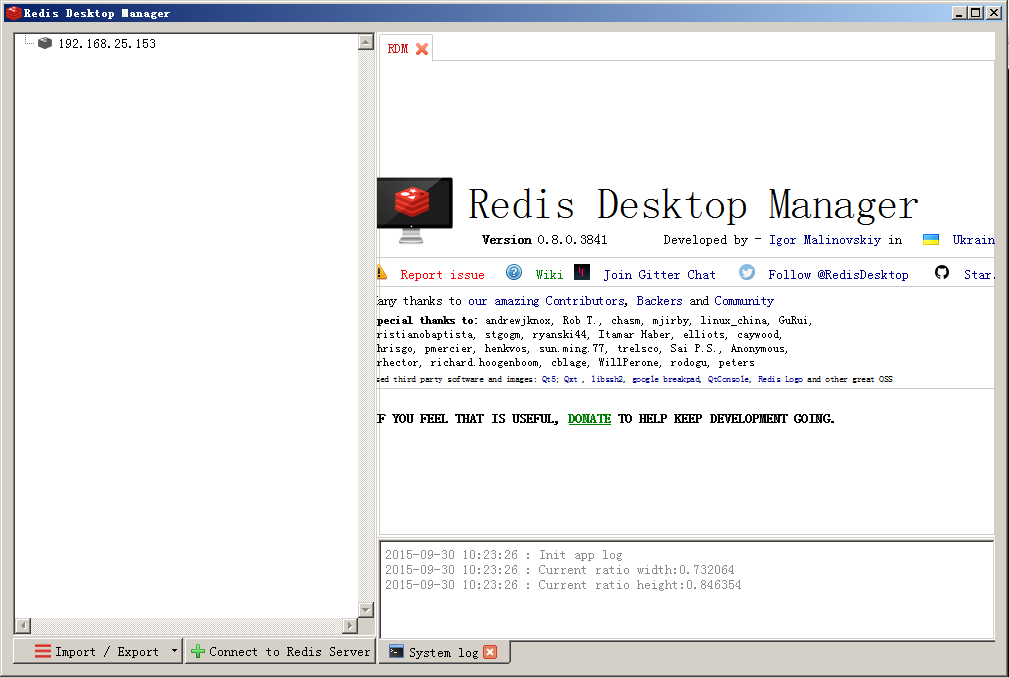 Redis Desktop Manager
192.168.25.153
RDM
Redis Desktop Manager
Version 0.8.0.3841 Developed by - Igor Malinovskiy in Ukrain
Report issue Wiki Join Gitter Chat Follow @RedisDesktop Star.
any thanks to our amazing Contributors, Backers and Community
pecial thanks to: andrewjknox, Rob T., chasm, mjirby, linux_china, GuRui,
ristianobaptista, stgogm, ryanski44, Itamar Haber, elliots, caywood,
hrisgo, pmercier, henkvos, sun.ming.77, trelsco, Sai P.S., Anonymous,
rhector, richard.hoogenboom, cblage, WillPerone, rodogu, peters
sed third party software and images: Qt5; Qxt , libssh2, google breakpad, QtConsole, Redis Logo and other great OSS
F YOU FEEL THAT IS USEFUL, DONATE TO HELP KEEP DEVELOPMENT GOING.
2015-09-30 10:23:26 : Init app log
2015-09-30 10:23:26 : Current ratio width:0.732064
2015-09-30 10:23:26 : Current ratio height:0.846354
Import / Export Connect to Redis Server System log